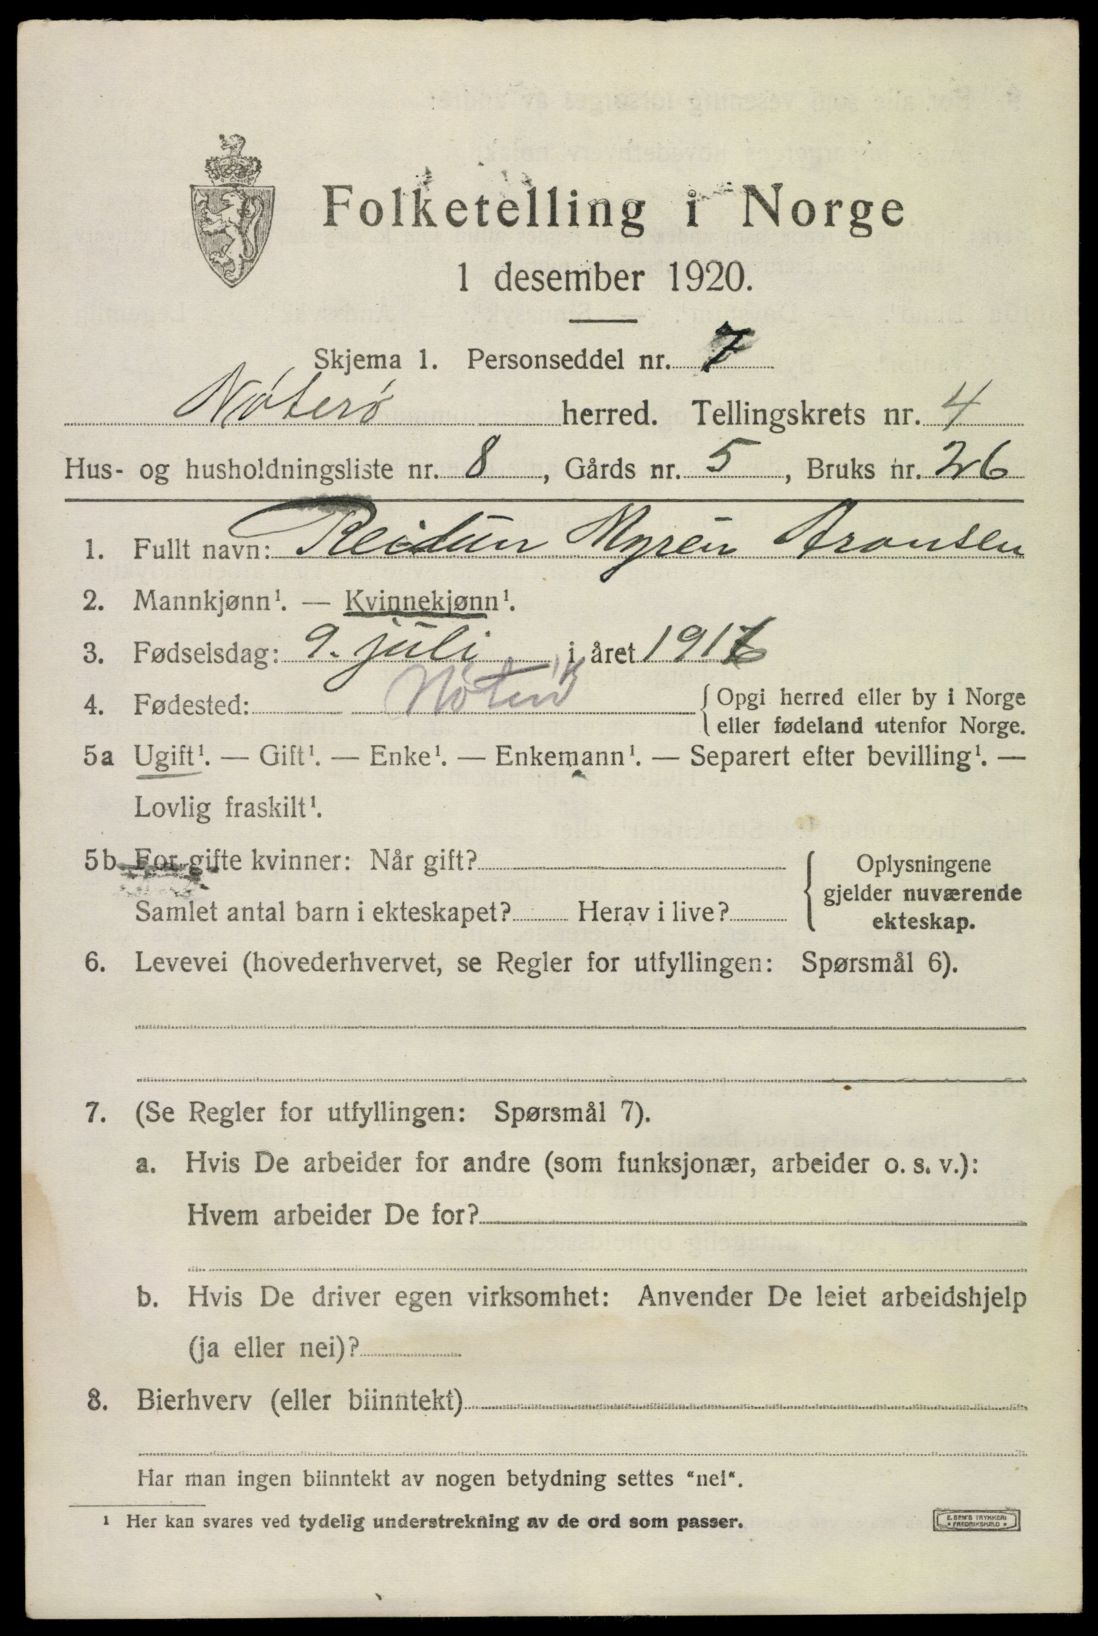 Folketelling i Norge
1 desember 1920.
Skjema 1. Personseddel nr. 7
Nøterø herred. Tellingskrets nr. 4
Hus- og husholdningsliste nr. 8, Gårds nr. 5, Bruks nr. 26
1. Fullt navn: Reidun Myren Aronsen
2. Mannkjønn¹. — Kvinnekjønn¹.
3. Fødselsdag: 9. juli i året 1916
4. Fødested: Nøterø { Opgi herred eller by i Norge
eller fødeland utenfor Norge.
5a Ugift¹. — Gift¹. — Enke¹. — Enkemann¹. — Separert efter bevilling¹. —
Lovlig fraskilt¹.
5b For gifte kvinner: Når gift?
Samlet antal barn i ekteskapet? Herav i live?
{ Oplysningene
gjelder nuværende
ekteskap.
6. Levevei (hovederhvervet, se Regler for utfyllingen: Spørsmål 6).
7. (Se Regler for utfyllingen: Spørsmål 7).
a. Hvis De arbeider for andre (som funksjonær, arbeider o. s. v.):
Hvem arbeider De for?
b. Hvis De driver egen virksomhet: Anvender De leiet arbeidshjelp
(ja eller nei)?
8. Bierhverv (eller biinntekt)
Har man ingen biinntekt av nogen betydning settes "nei".
¹ Her kan svares ved tydelig understrekning av de ord som passer.